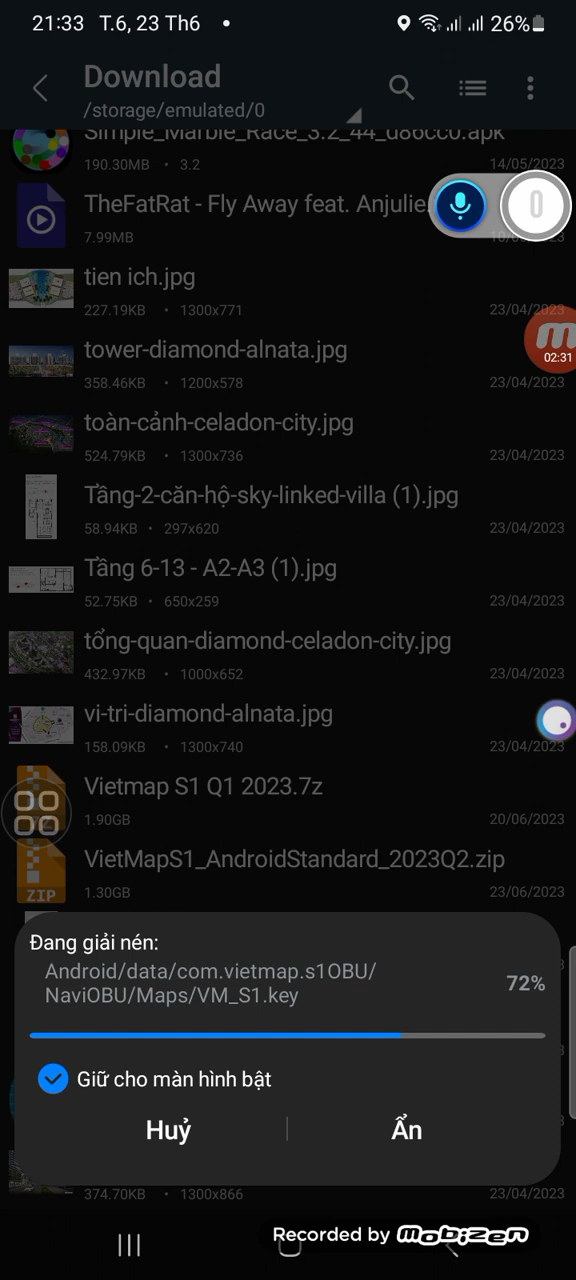 21:33 T.6, 23 Th6 •
26%
Download
/storage/emulated/0
Simple_Marble_Race_3.2_44_d86cc0.apk
190.30MB • 3.2
14/05/2023
TheFatRat - Fly Away feat. Anjulie.
7.99MB
0
tien ich.jpg
227.19KB • 1300x771
23/04/2023
02:31
tower-diamond-alnata.jpg
358.46KB • 1200x578
23/04/2023
toàn-cảnh-celadon-city.jpg
524.79KB • 1300x736
23/04/2023
Tầng-2-căn-hộ-sky-linked-villa (1).jpg
58.94KB • 297x620
23/04/2023
Tầng 6-13 - A2-A3 (1).jpg
52.75KB • 650x259
23/04/2023
tổng-quan-diamond-celadon-city.jpg
432.97KB • 1000x652
23/04/2023
vi-tri-diamond-alnata.jpg
158.09KB • 1300x740
23/04/2023
Vietmap S1 Q1 2023.7z
1.90GB
20/06/2023
VietMapS1_AndroidStandard_2023Q2.zip
ZIP
1.30GB
23/06/2023
Đang giải nén:
Android/data/com.vietmap.s1OBU/
NaviOBU/Maps/VM_S1.key
72%
Giữ cho màn hình bật
Huỷ
Ẩn
374.70KB • 1300x866
23/04/2023
Recorded by Mobizen